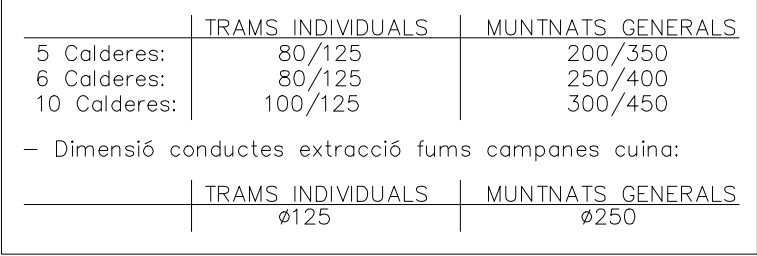 TRAMS INDIVIDUALS MUNTNATS GENERALS
5 Calderes: 80/125 200/350
6 Calderes: 80/125 250/400
10 Calderes: 100/125 300/450
– Dimensió conductes extracció fums campanes cuina:
TRAMS INDIVIDUALS MUNTNATS GENERALS
ø125 ø250